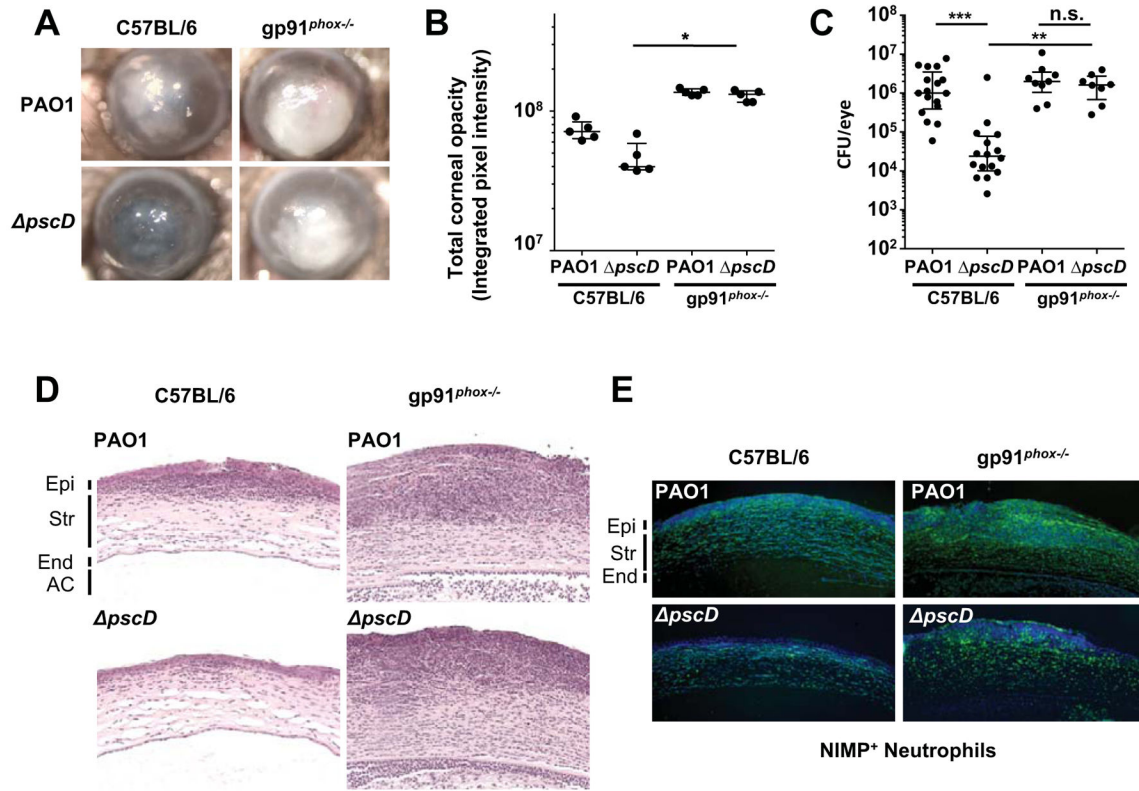 A
C57BL/6
gp91phox-/-
PAO1
ΔpscD
B
Total corneal opacity
(Integrated pixel intensity)
10^8
10^7
*
PAO1 ΔpscD PAO1 ΔpscD
C57BL/6
gp91phox-/-
C
CFU/eye
10^8
10^7
10^6
10^5
10^4
10^3
10^2
***
n.s.
**
PAO1 ΔpscD PAO1 ΔpscD
C57BL/6
gp91phox-/-
D
C57BL/6
gp91phox-/-
PAO1
PAO1
Epi
Str
End
AC
ΔpscD
ΔpscD
E
C57BL/6
gp91phox-/-
PAO1
PAO1
Epi
Str
End
ΔpscD
ΔpscD
NIMP+ Neutrophils